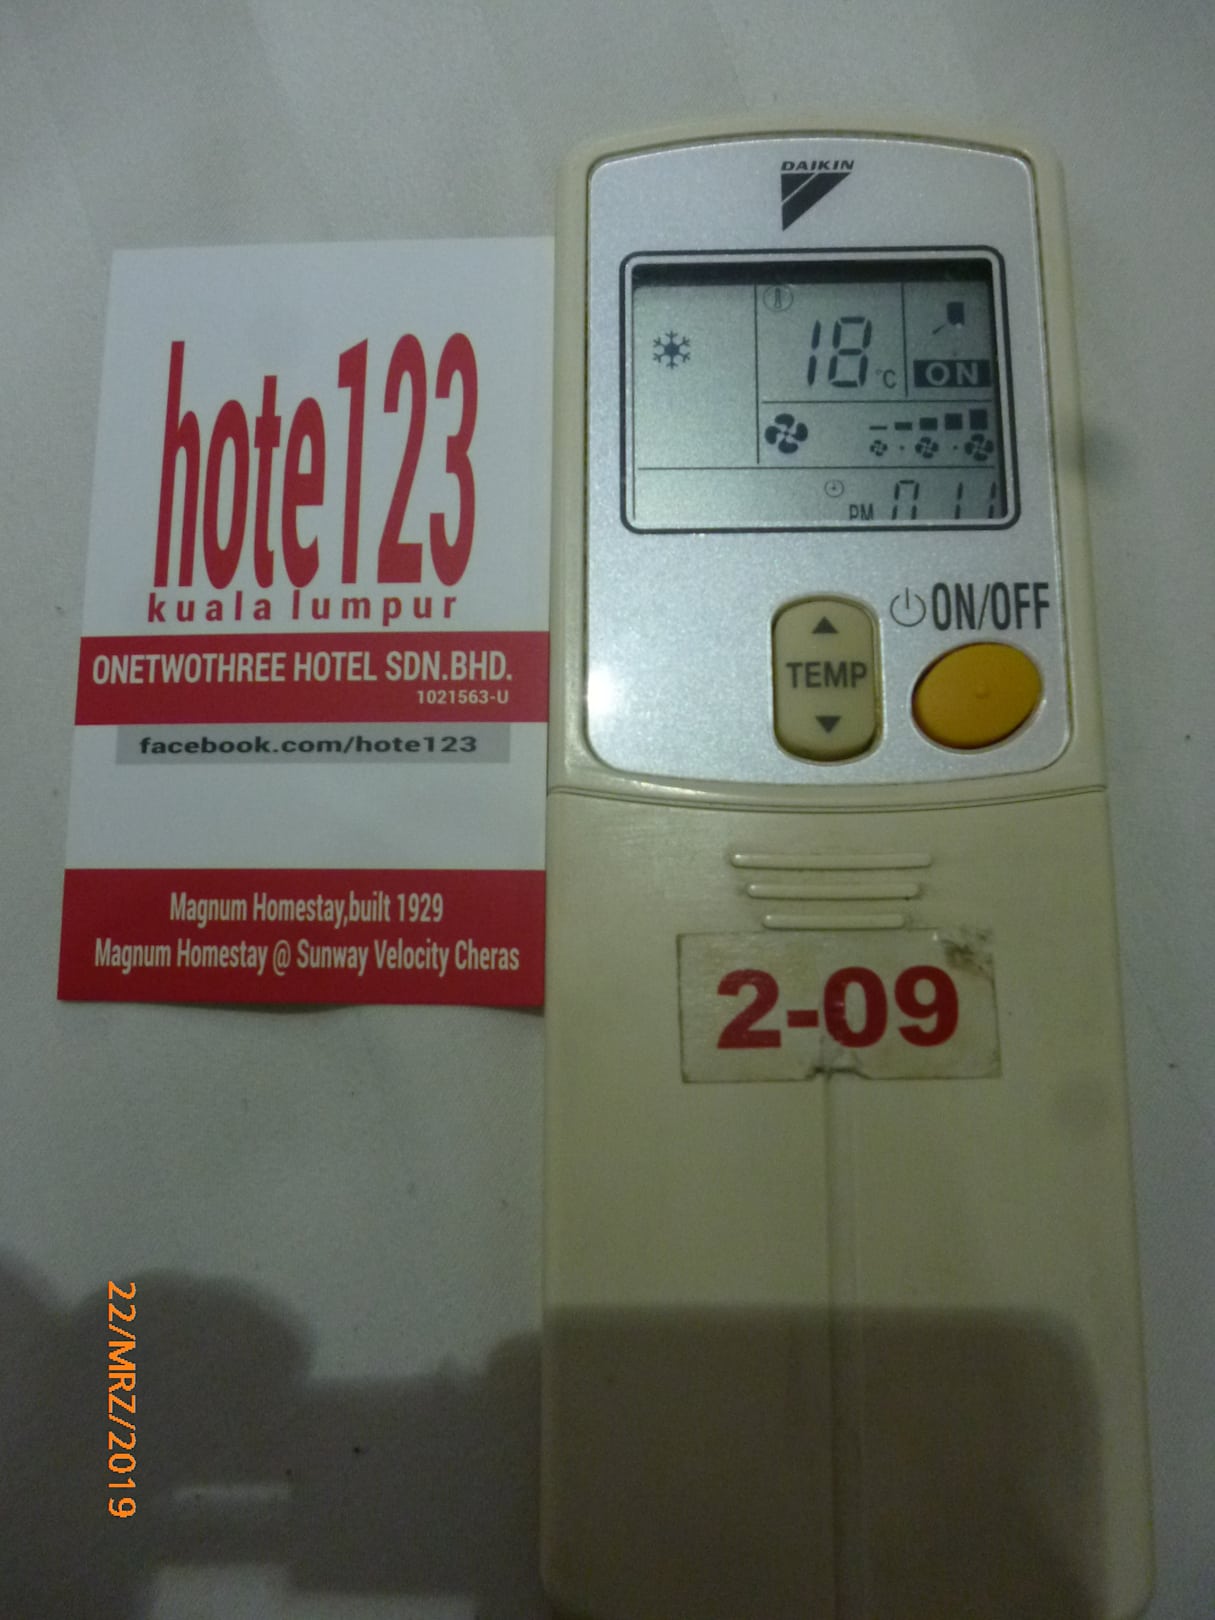 hote123
kuala lumpur
ONETWOTHREE HOTEL SDN.BHD.
1021563-U
facebook.com/hote123
Magnum Homestay,built 1929
Magnum Homestay @ Sunway Velocity Cheras
DAIKIN
18 °C
ON
PM
ON/OFF
TEMP
2-09
22/MRZ/2019